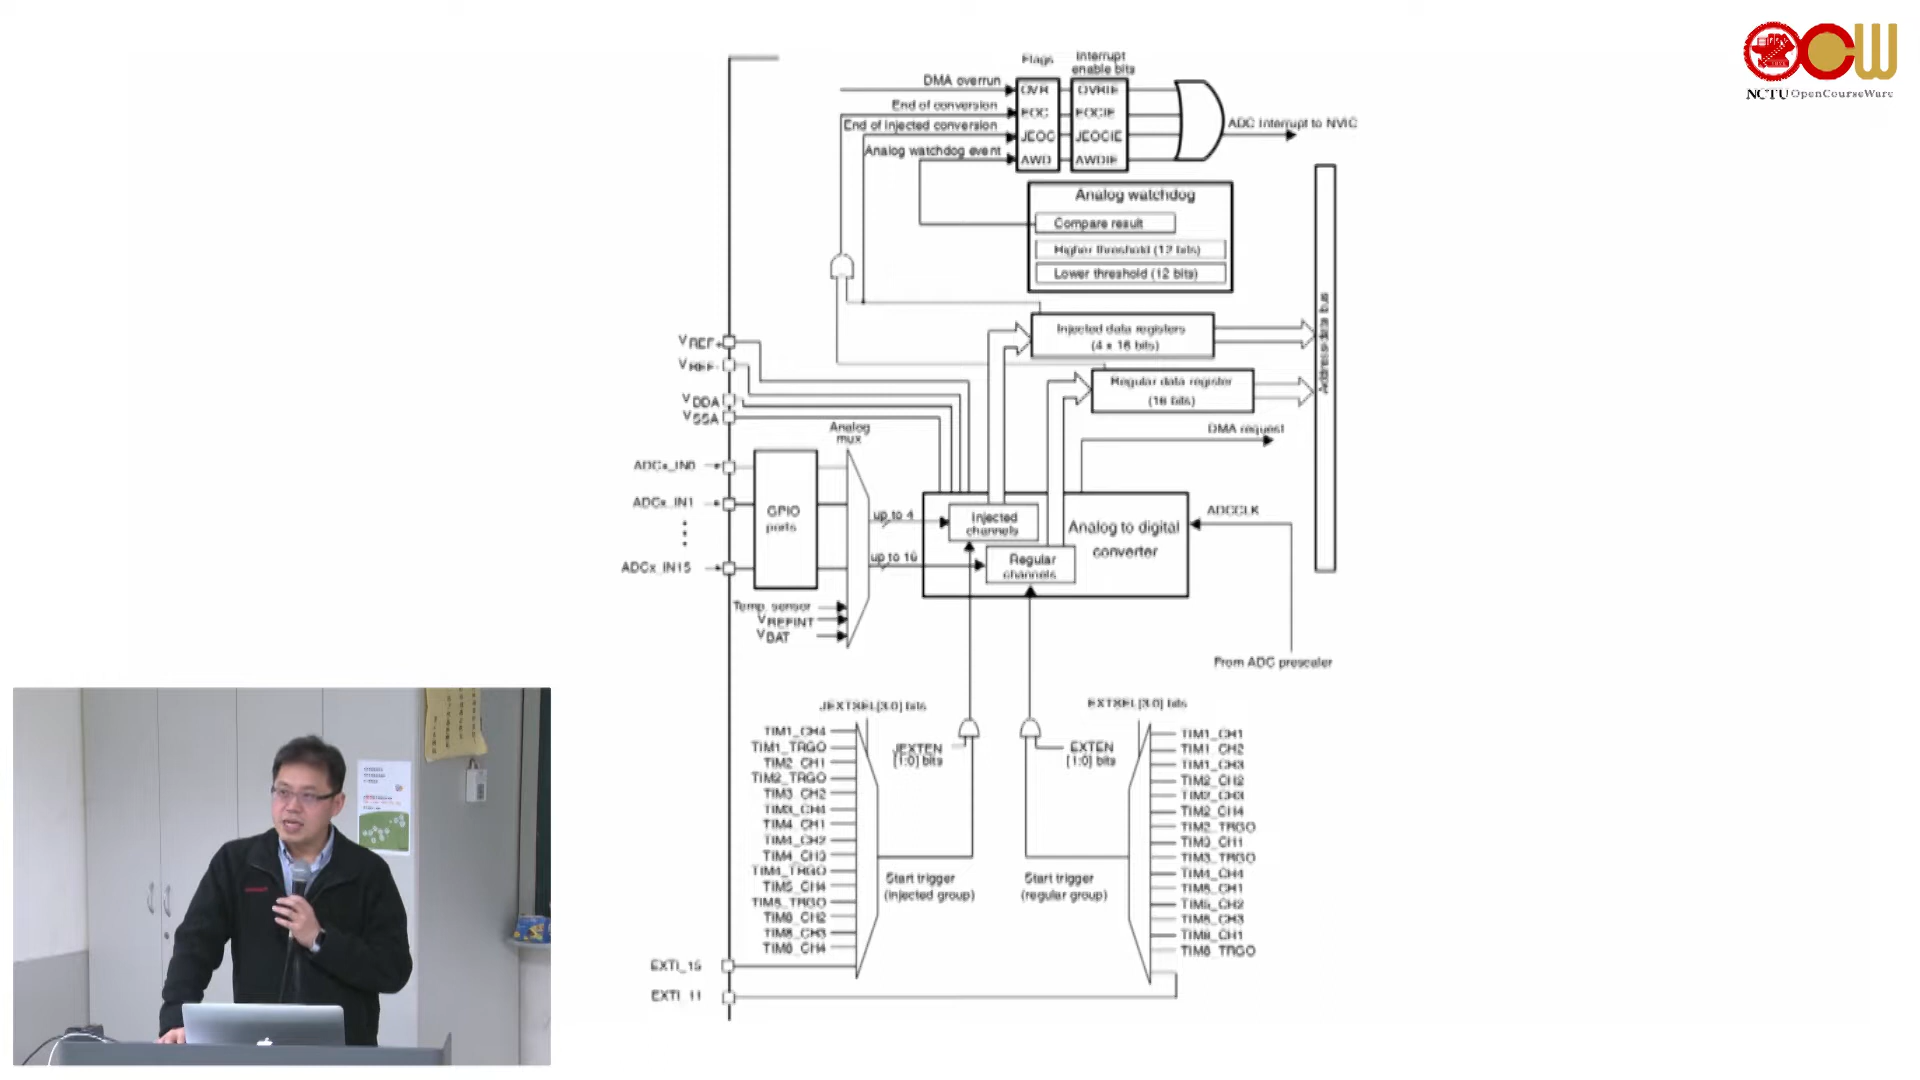 NCTU OpenCourseWare
Flags
Interrupt
enable bits
DMA overrun
OVR
OVRIE
End of conversion
EOC
EOCIE
End of injected conversion
JEOC
JEOCIE
Analog watchdog event
AWD
AWDIE
ADC Interrupt to NVIC
Analog watchdog
Compare result
Higher threshold (12 bits)
Lower threshold (12 bits)
Address/data bus
Injected data registers
(4 x 16 bits)
Regular data register
(16 bits)
VREF+
VREF-
VDDA
VSSA
Analog
mux
DMA request
ADCx_IN0
ADCx_IN1
ADCx_IN15
GPIO
ports
up to 4
up to 16
Injected
channels
Regular
channels
Analog to digital
converter
ADCCLK
From ADC prescaler
Temp. sensor
VREFINT
VBAT
JEXTSEL[3:0] bits
TIM1_CH4
TIM1_TRGO
TIM2_CH1
TIM2_TRGO
TIM3_CH2
TIM3_CH4
TIM4_CH1
TIM4_CH2
TIM4_CH3
TIM4_TRGO
TIM5_CH4
TIM5_TRGO
TIM8_CH2
TIM8_CH3
TIM8_CH4
JEXTEN
[1:0] bits
Start trigger
(injected group)
EXTSEL[3:0] bits
EXTEN
[1:0] bits
Start trigger
(regular group)
TIM1_CH1
TIM1_CH2
TIM1_CH3
TIM2_CH2
TIM2_CH3
TIM2_CH4
TIM2_TRGO
TIM3_CH1
TIM3_TRGO
TIM4_CH4
TIM5_CH1
TIM5_CH2
TIM5_CH3
TIM8_CH1
TIM8_TRGO
EXTI_15
EXTI_11